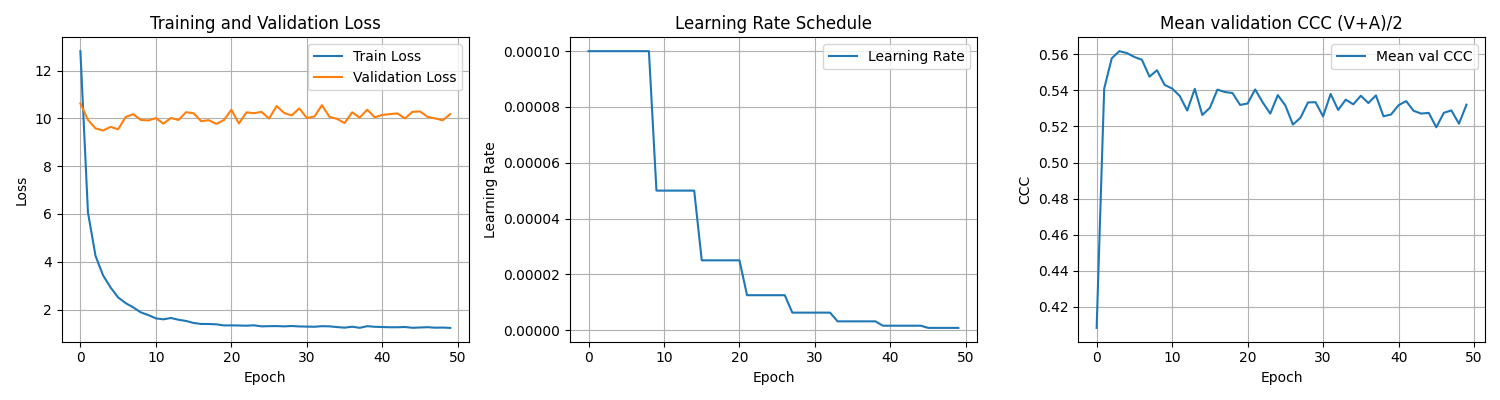 Training and Validation Loss
Train Loss
Validation Loss
12
10
8
6
4
2
0
10
20
30
40
50
Epoch
Loss
Learning Rate Schedule
Learning Rate
0.00010
0.00008
0.00006
0.00004
0.00002
0.00000
0
10
20
30
40
50
Epoch
Learning Rate
Mean validation CCC (V+A)/2
Mean val CCC
0.56
0.54
0.52
0.50
0.48
0.46
0.44
0.42
0
10
20
30
40
50
Epoch
CCC